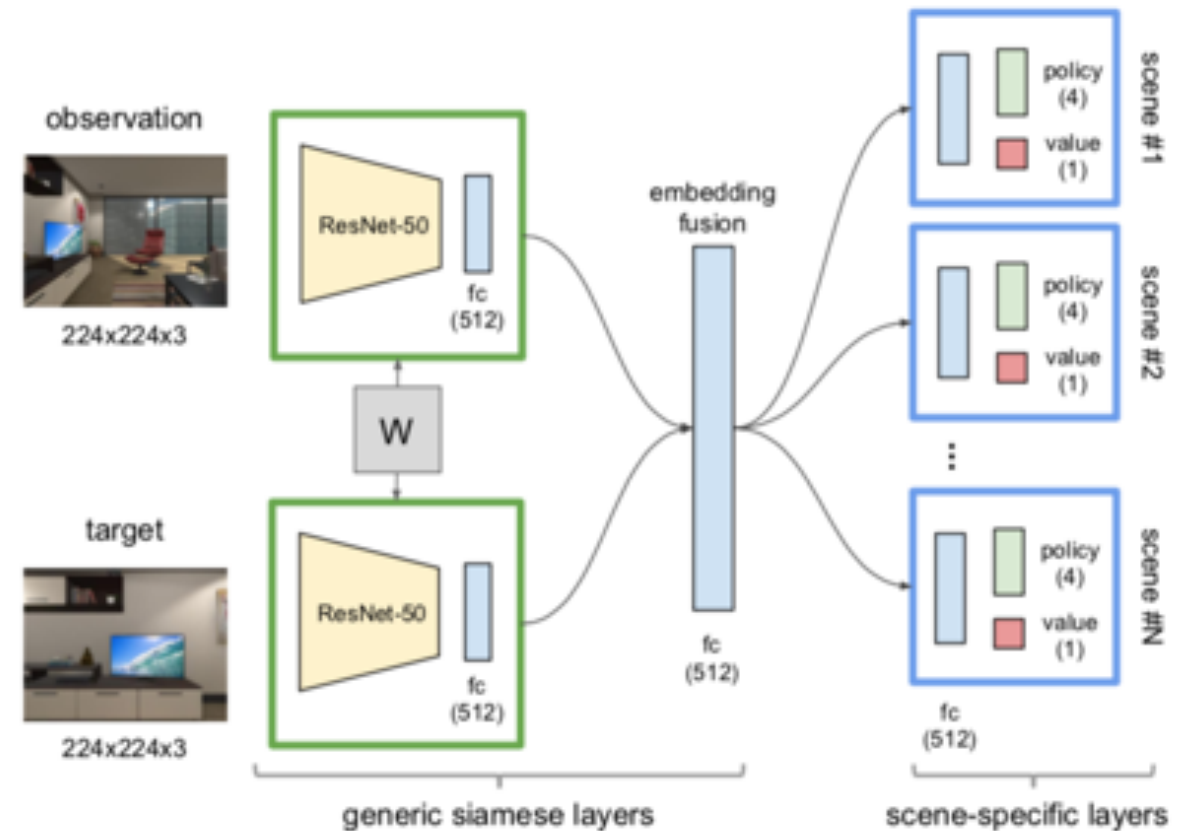 observation
224x224x3
ResNet-50
fc
(512)
W
target
224x224x3
ResNet-50
fc
(512)
embedding
fusion
fc
(512)
policy
(4)
value
(1)
scene #1
policy
(4)
value
(1)
scene #2
...
policy
(4)
value
(1)
scene #N
fc
(512)
generic siamese layers
scene-specific layers